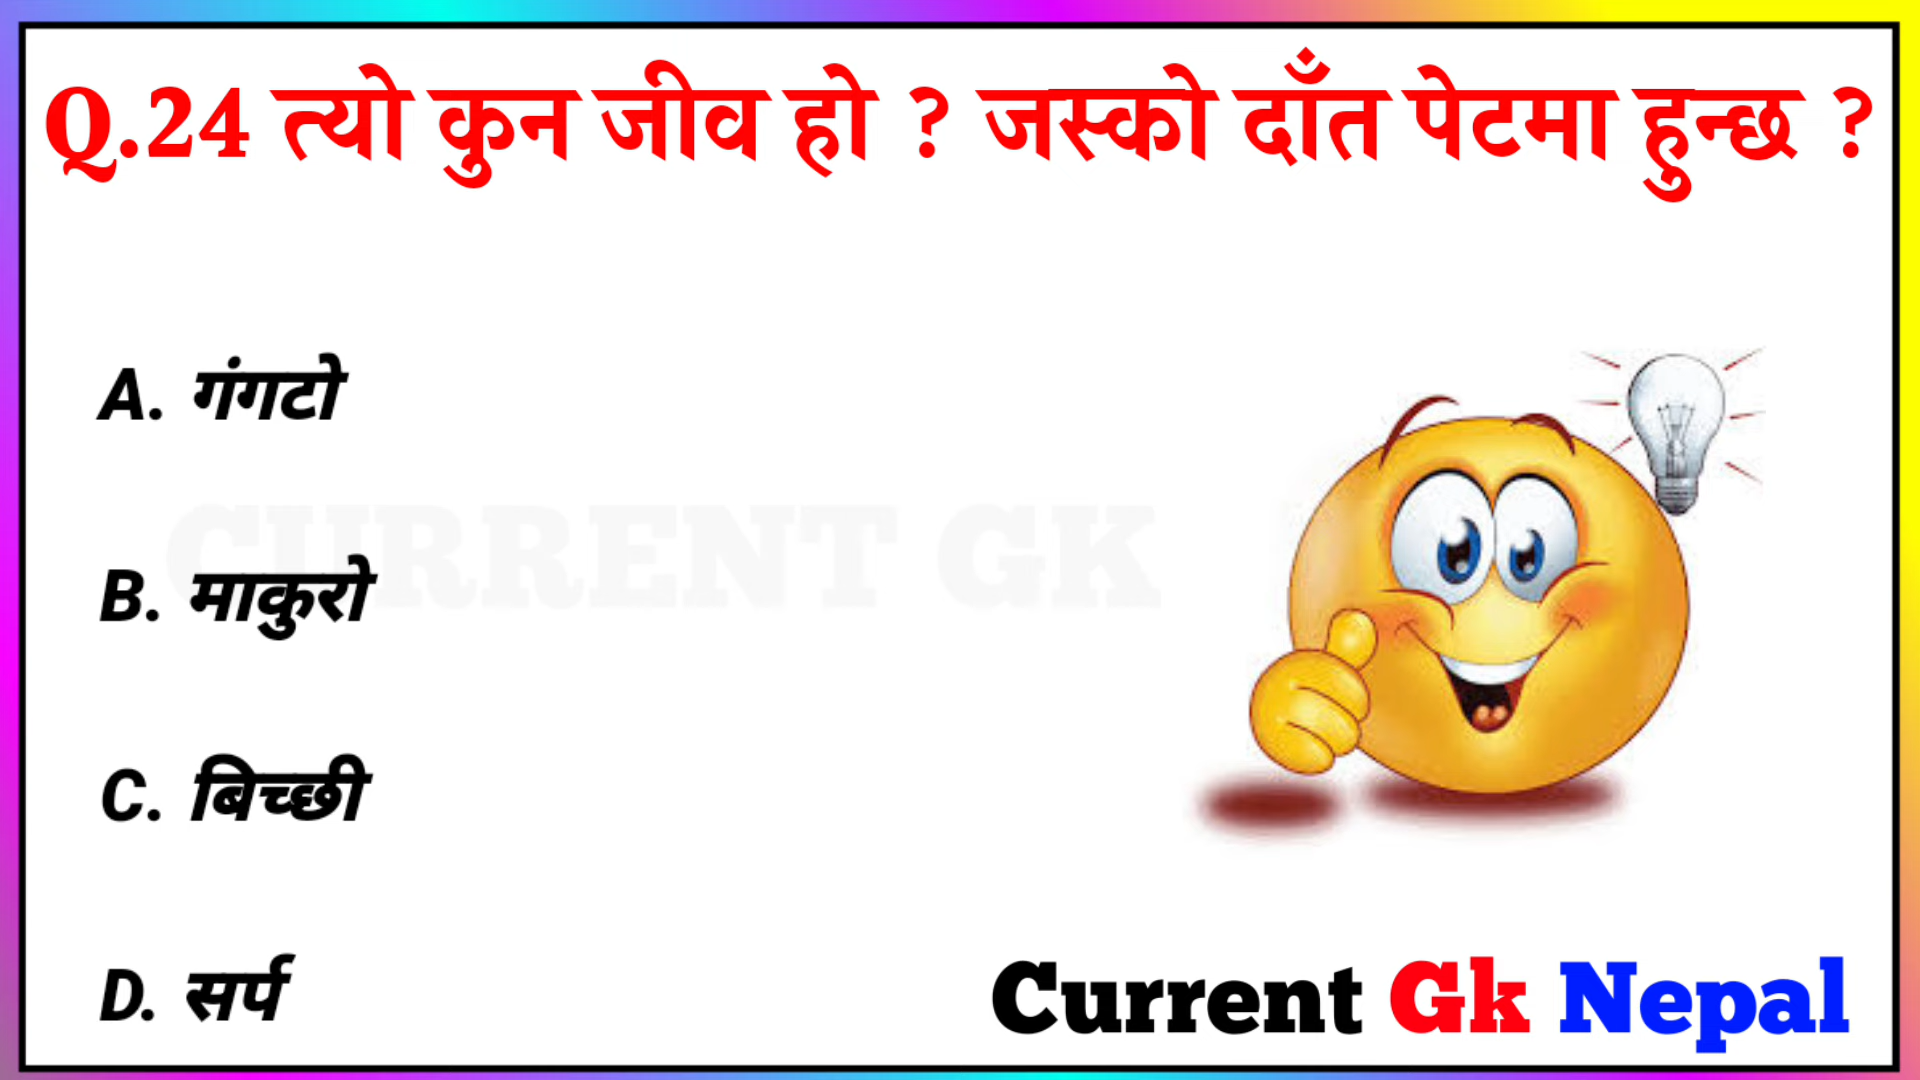 Q.24 त्यो कुन जीव हो ? जस्को दाँत पेटमा हुन्छ ?
A. गंगटो
CURRENT GK
B. माकुरो
C. बिच्छी
D. सर्प
Current Gk Nepal